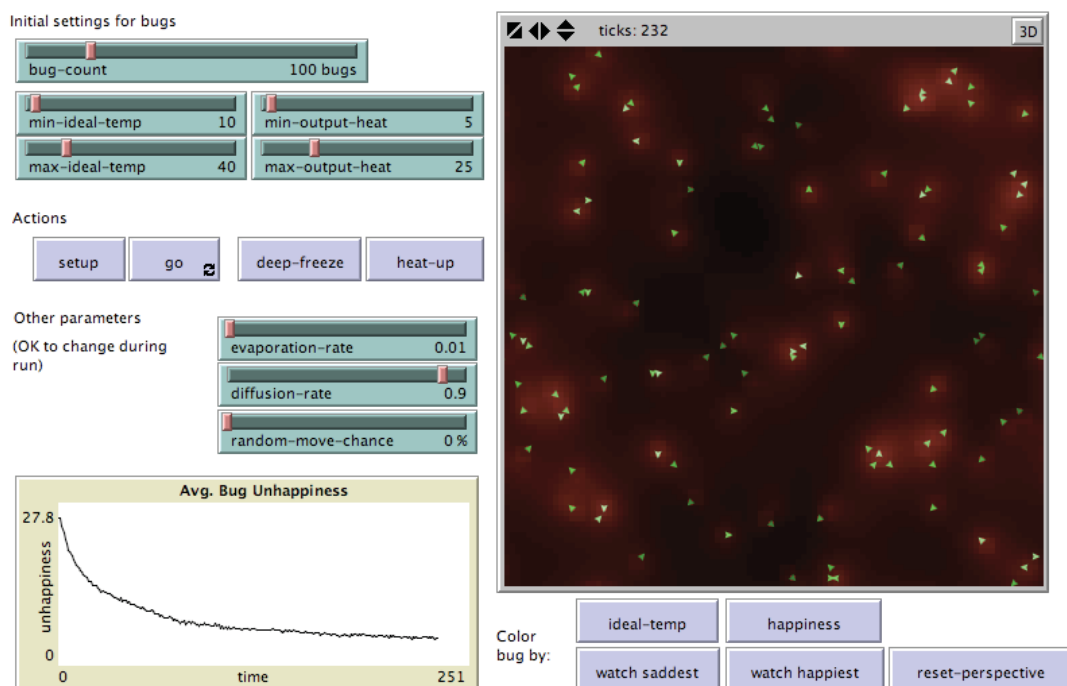 Initial settings for bugs
bug-count 100 bugs
min-ideal-temp 10
min-output-heat 5
max-ideal-temp 40
max-output-heat 25
Actions
setup
go
deep-freeze
heat-up
Other parameters
(OK to change during
run)
evaporation-rate 0.01
diffusion-rate 0.9
random-move-chance 0 %
Avg. Bug Unhappiness
27.8
unhappiness
0
0
time
251
ticks: 232
3D
Color
bug by:
ideal-temp
happiness
watch saddest
watch happiest
reset-perspective